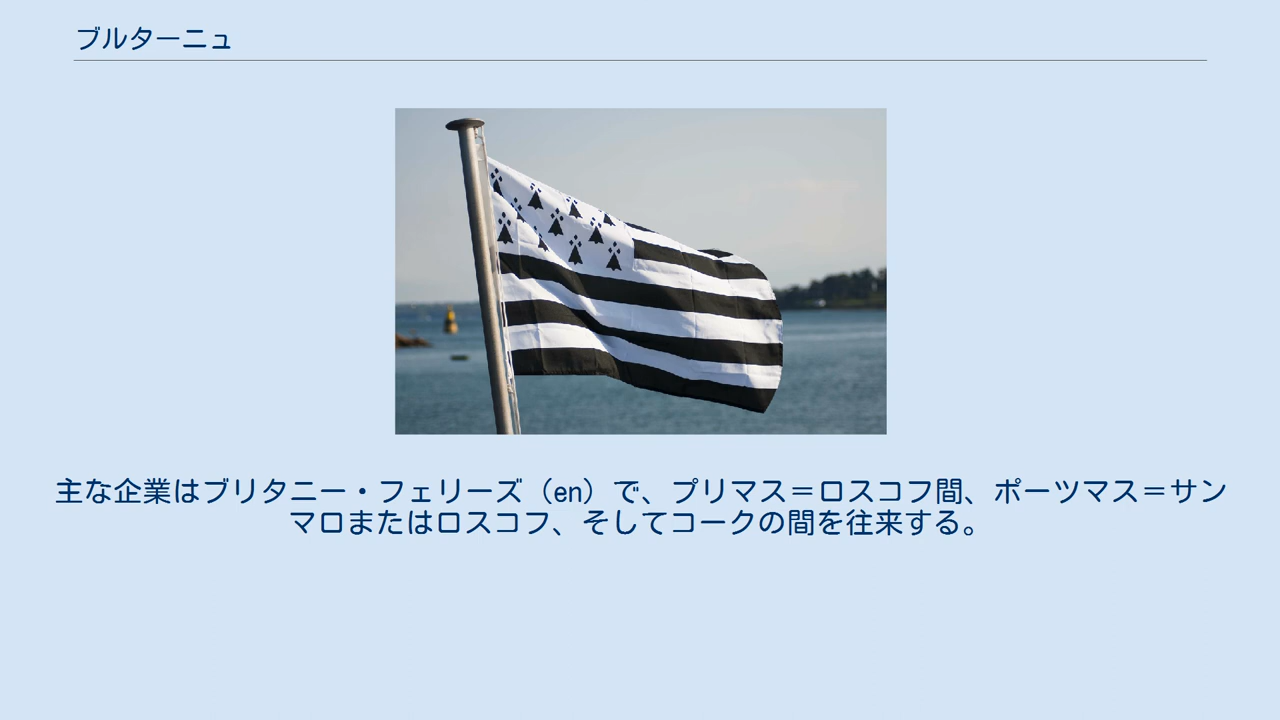 ブルターニュ
主な企業はブリタニー・フェリーズ（en）で、プリマス＝ロスコフ間、ポーツマス＝サン
マロまたはロスコフ、そしてコークの間を往来する。